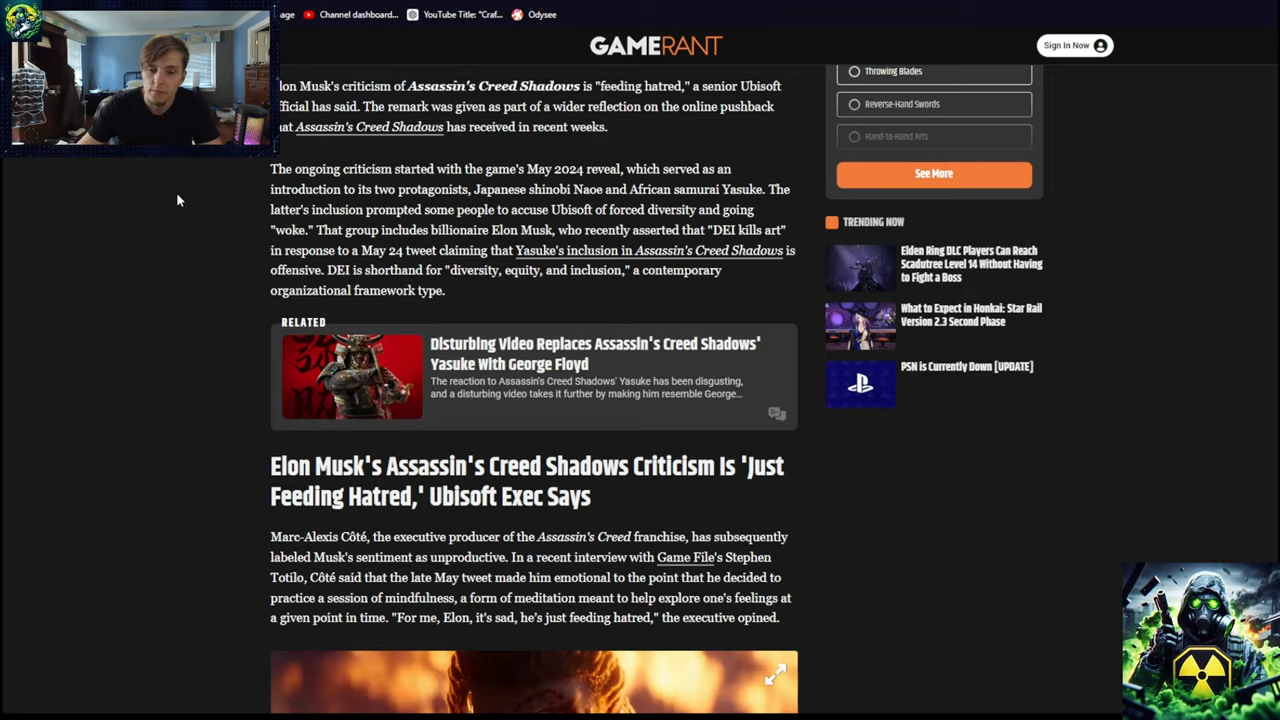 Channel dashboard...
YouTube Title: "Craf...
Odysee
GAMERANT
Sign In Now
Elon Musk's criticism of Assassin's Creed Shadows is "feeding hatred," a senior Ubisoft
official has said. The remark was given as part of a wider reflection on the online pushback
that Assassin's Creed Shadows has received in recent weeks.
The ongoing criticism started with the game's May 2024 reveal, which served as an
introduction to its two protagonists, Japanese shinobi Naoe and African samurai Yasuke. The
latter's inclusion prompted some people to accuse Ubisoft of forced diversity and going
"woke." That group includes billionaire Elon Musk, who recently asserted that "DEI kills art"
in response to a May 24 tweet claiming that Yasuke's inclusion in Assassin's Creed Shadows is
offensive. DEI is shorthand for "diversity, equity, and inclusion," a contemporary
organizational framework type.
RELATED
Disturbing Video Replaces Assassin's Creed Shadows'
Yasuke With George Floyd
The reaction to Assassin's Creed Shadows' Yasuke has been disgusting,
and a disturbing video takes it further by making him resemble George...
Elon Musk's Assassin's Creed Shadows Criticism Is 'Just
Feeding Hatred,' Ubisoft Exec Says
Marc-Alexis Côté, the executive producer of the Assassin's Creed franchise, has subsequently
labeled Musk's sentiment as unproductive. In a recent interview with Game File's Stephen
Totilo, Côté said that the late May tweet made him emotional to the point that he decided to
practice a session of mindfulness, a form of meditation meant to help explore one's feelings at
a given point in time. "For me, Elon, it's sad, he's just feeding hatred," the executive opined.
Throwing Blades
Reverse-Hand Swords
Hand-to-Hand Arts
See More
TRENDING NOW
Elden Ring DLC Players Can Reach
Scadutree Level 14 Without Having
to Fight a Boss
What to Expect in Honkai: Star Rail
Version 2.3 Second Phase
PSN is Currently Down [UPDATE]